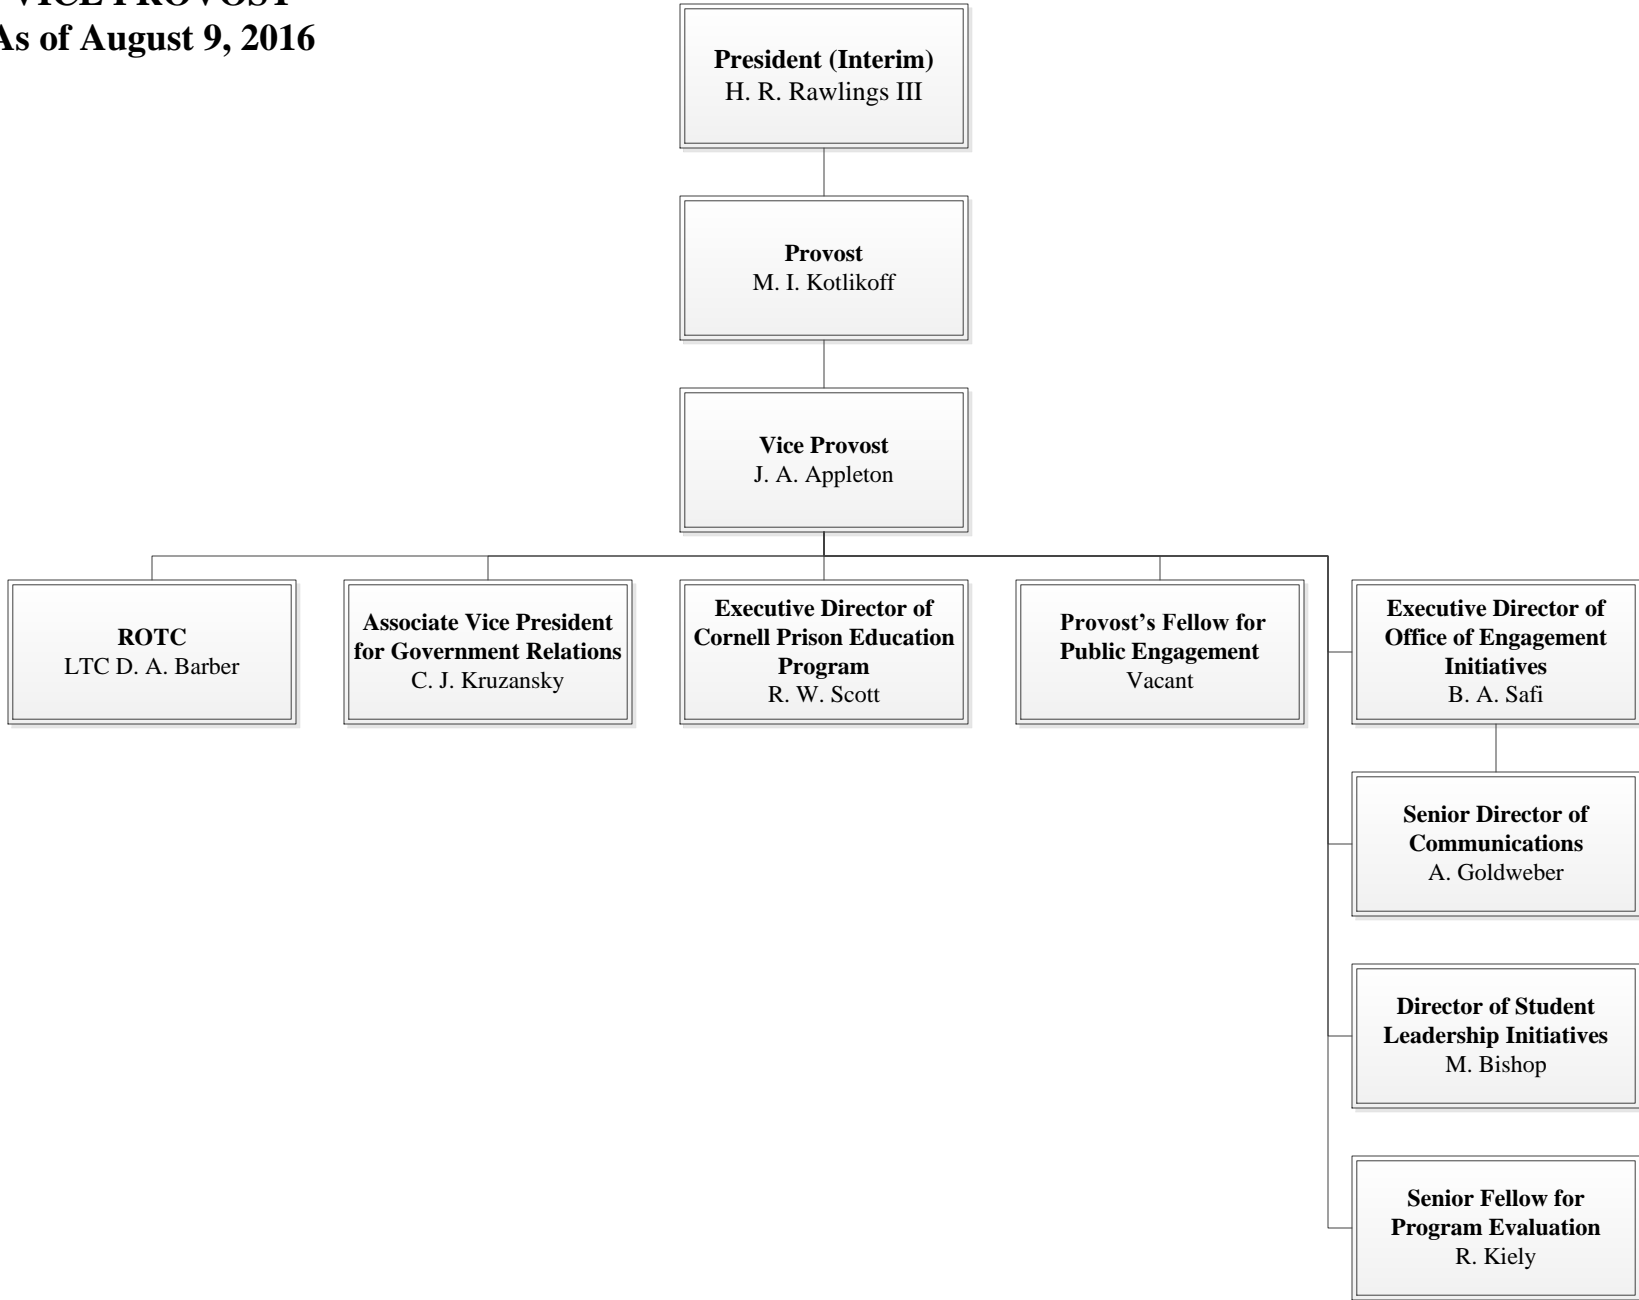 VICE PROVOST
As of August 9, 2016
President (Interim)
H. R. Rawlings III
Provost
M. I. Kotlikoff
Vice Provost
J. A. Appleton
ROTC
LTC D. A. Barber
Associate Vice President
for Government Relations
C. J. Kruzansky
Executive Director of
Cornell Prison Education
Program
R. W. Scott
Provost’s Fellow for
Public Engagement
Vacant
Executive Director of
Office of Engagement
Initiatives
B. A. Safi
Senior Director of
Communications
A. Goldweber
Director of Student
Leadership Initiatives
M. Bishop
Senior Fellow for
Program Evaluation
R. Kiely